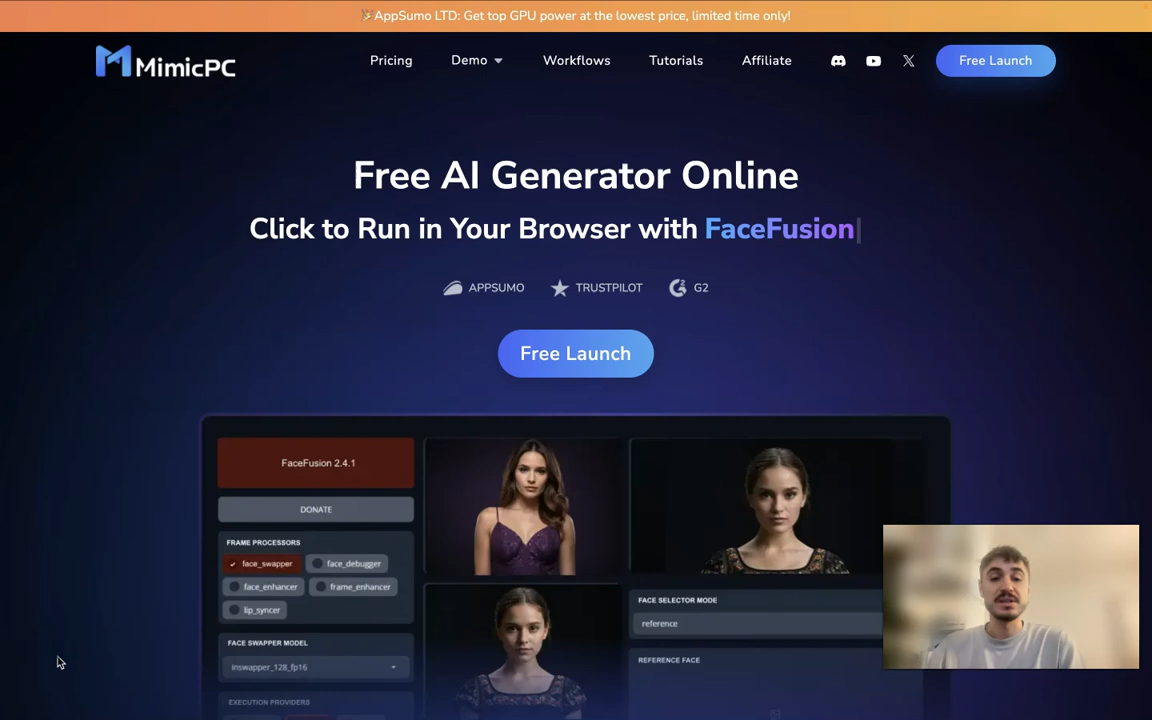 AppSumo LTD: Get top GPU power at the lowest price, limited time only!
MimicPC
Pricing
Demo
Workflows
Tutorials
Affiliate
Free Launch
Free AI Generator Online
Click to Run in Your Browser with FaceFusion
APPSUMO
TRUSTPILOT
G2
Free Launch
FaceFusion 2.4.1
DONATE
FRAME PROCESSORS
face_swapper
face_debugger
face_enhancer
frame_enhancer
lip_syncer
FACE SWAPPER MODEL
inswapper_128_fp16
EXECUTION PROVIDERS
FACE SELECTOR MODE
reference
REFERENCE FACE